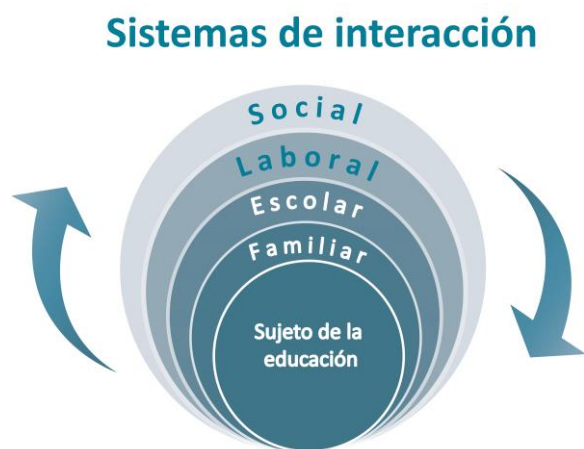 Sistemas de interacción
Social
Laboral
Escolar
Familiar
Sujeto de la
educación